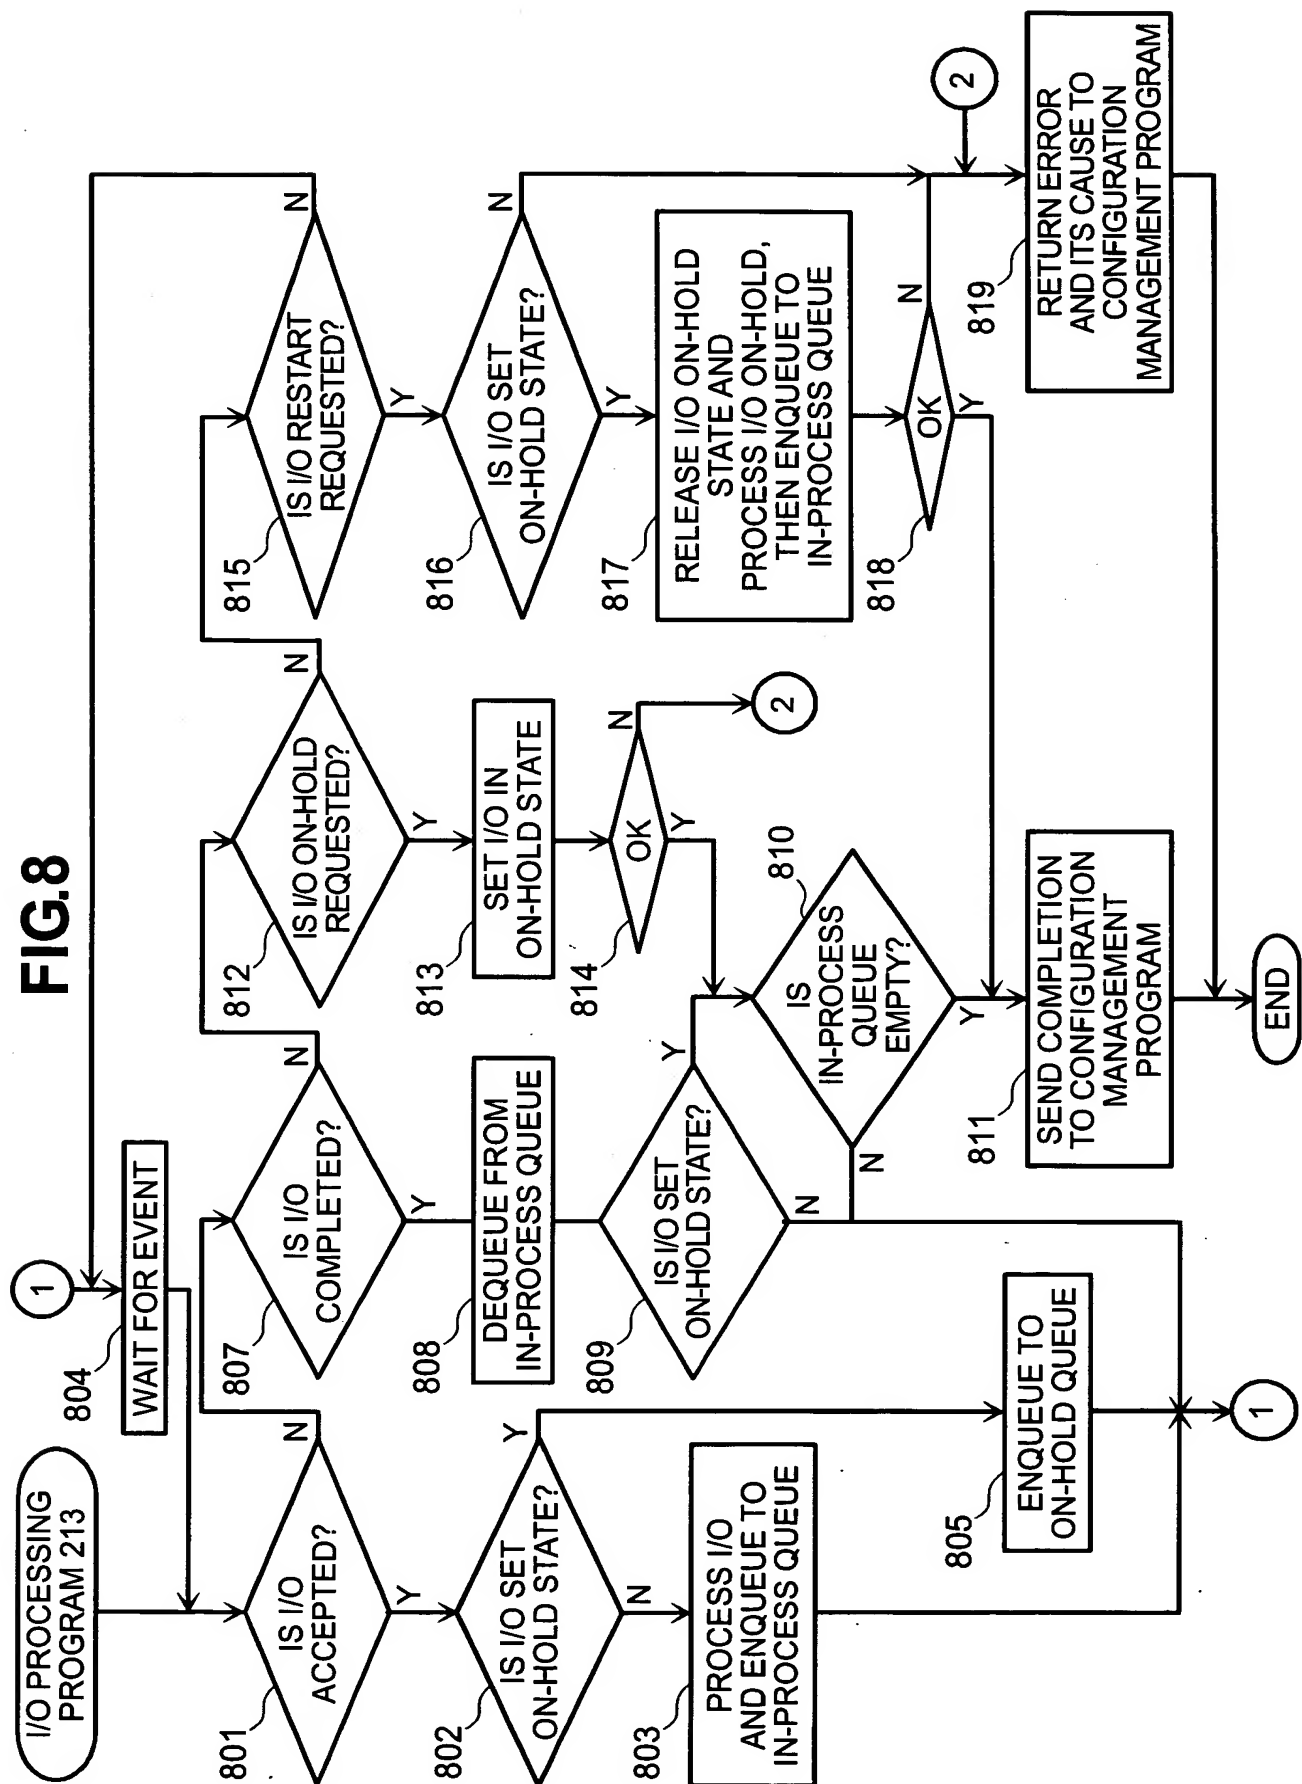 FIG.8
I/O PROCESSING
PROGRAM 213
1
804
WAIT FOR EVENT
801
IS I/O
ACCEPTED?
N
Y
802
IS I/O SET
ON-HOLD STATE?
Y
N
803
PROCESS I/O
AND ENQUEUE TO
IN-PROCESS QUEUE
805
ENQUEUE TO
ON-HOLD QUEUE
1
807
IS I/O
COMPLETED?
N
Y
808
DEQUEUE FROM
IN-PROCESS QUEUE
809
IS I/O SET
ON-HOLD STATE?
Y
N
810
IS
IN-PROCESS
QUEUE
EMPTY?
N
Y
811
SEND COMPLETION
TO CONFIGURATION
MANAGEMENT
PROGRAM
812
IS I/O ON-HOLD
REQUESTED?
N
Y
813
SET I/O IN
ON-HOLD STATE
814
OK
N
Y
2
815
IS I/O RESTART
REQUESTED?
N
Y
816
IS I/O SET
ON-HOLD STATE?
N
Y
817
RELEASE I/O ON-HOLD
STATE AND
PROCESS I/O ON-HOLD,
THEN ENQUEUE TO
IN-PROCESS QUEUE
818
OK
N
Y
2
819
RETURN ERROR
AND ITS CAUSE TO
CONFIGURATION
MANAGEMENT PROGRAM
END